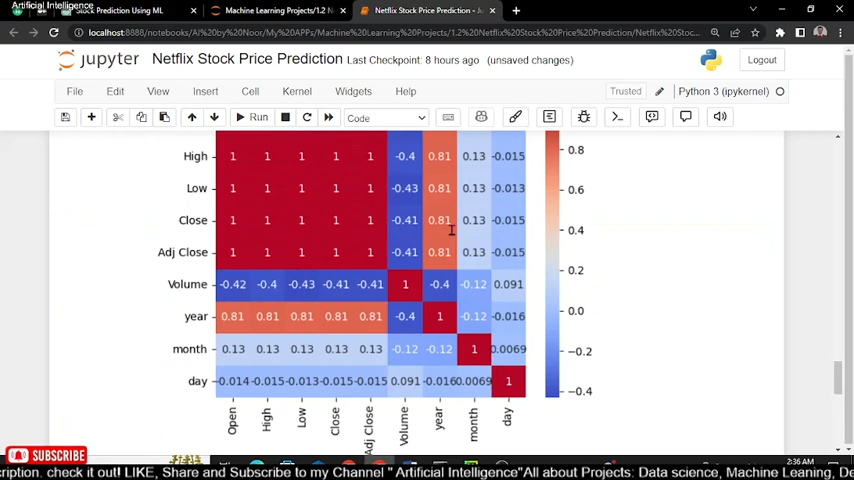 Artificial Intelligence
Stock Prediction Using ML
Machine Learning Projects/1.2 N
Netflix Stock Price Prediction - Ju
localhost:8888/notebooks/AI%20by%20Noor/My%20APPs/Machine%20Learning%20Projects/1.2%20Netflix%20Stock%20Price%20Prediction/Netflix%20Stoc...
jupyter Netflix Stock Price Prediction Last Checkpoint: 8 hours ago (unsaved changes)
Logout
File Edit View Insert Cell Kernel Widgets Help
Trusted
Python 3 (ipykernel)
Run
Code
High 1 1 1 1 1 -0.4 0.81 0.13 -0.015
Low 1 1 1 1 1 -0.43 0.81 0.13 -0.013
Close 1 1 1 1 1 -0.41 0.81 0.13 -0.015
Adj Close 1 1 1 1 1 -0.41 0.81 0.13 -0.015
Volume -0.42 -0.4 -0.43 -0.41 -0.41 1 -0.4 -0.12 0.091
year 0.81 0.81 0.81 0.81 0.81 -0.4 1 -0.12 -0.016
month 0.13 0.13 0.13 0.13 0.13 -0.12 -0.12 1 0.0069
day -0.014 -0.015 -0.013 -0.015 -0.015 0.091 -0.016 0.0069 1
Open High Low Close Adj Close Volume year month day
0.8
0.6
0.4
0.2
0.0
−0.2
−0.4
SUBSCRIBE
2:36 AM
cription. check it out! LIKE, Share and Subscribe to my Channel " Artificial Intelligence"All about Projects: Data science, Machine Leaning, De